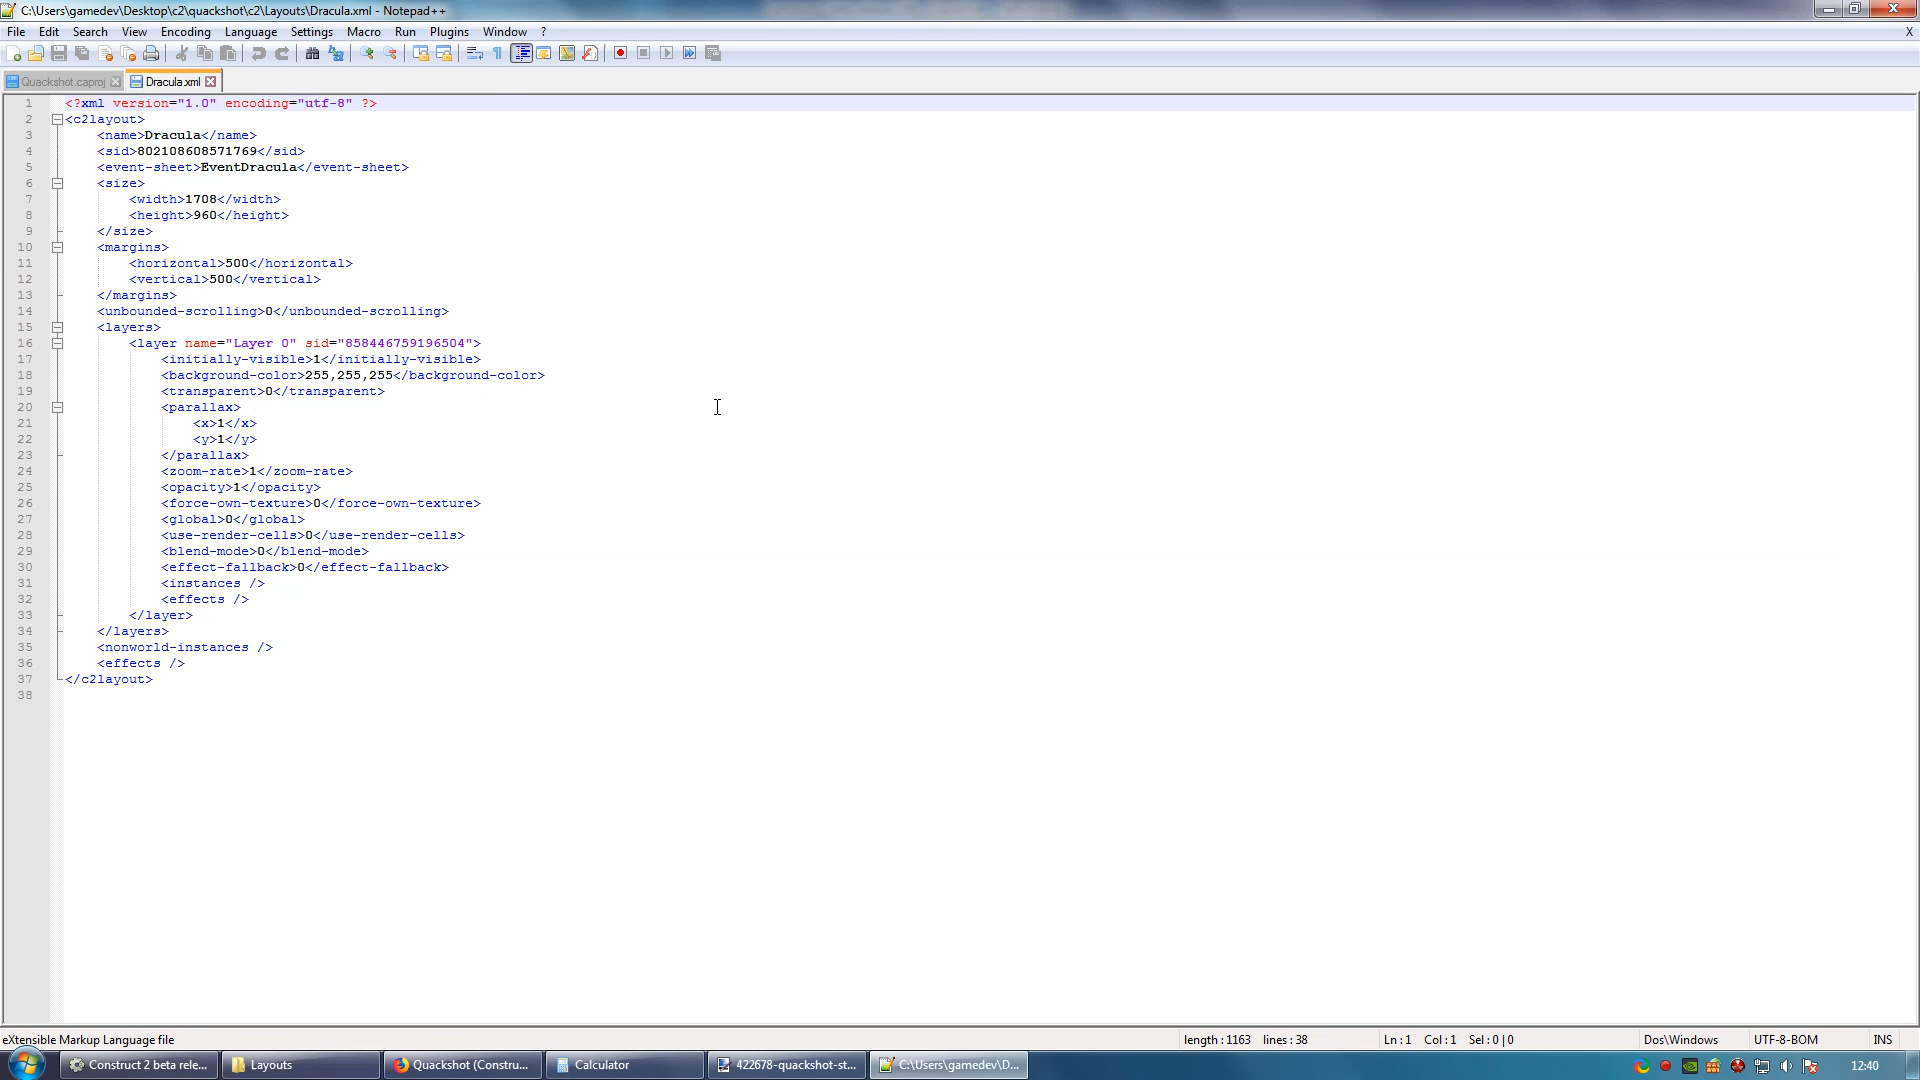 C:\Users\gamedev\Desktop\c2\quackshot\c2\Layouts\Dracula.xml - Notepad++
File Edit Search View Encoding Language Settings Macro Run Plugins Window ? X
Quackshot.caproj Dracula.xml
1 <?xml version="1.0" encoding="utf-8" ?>
2 <c2layout>
3 <name>Dracula</name>
4 <sid>802108608571769</sid>
5 <event-sheet>EventDracula</event-sheet>
6 <size>
7 <width>1708</width>
8 <height>960</height>
9 </size>
10 <margins>
11 <horizontal>500</horizontal>
12 <vertical>500</vertical>
13 </margins>
14 <unbounded-scrolling>0</unbounded-scrolling>
15 <layers>
16 <layer name="Layer 0" sid="858446759196504">
17 <initially-visible>1</initially-visible>
18 <background-color>255,255,255</background-color>
19 <transparent>0</transparent>
20 <parallax>
21 <x>1</x>
22 <y>1</y>
23 </parallax>
24 <zoom-rate>1</zoom-rate>
25 <opacity>1</opacity>
26 <force-own-texture>0</force-own-texture>
27 <global>0</global>
28 <use-render-cells>0</use-render-cells>
29 <blend-mode>0</blend-mode>
30 <effect-fallback>0</effect-fallback>
31 <instances />
32 <effects />
33 </layer>
34 </layers>
35 <nonworld-instances />
36 <effects />
37 </c2layout>
38
eXtensible Markup Language file length : 1163 lines : 38 Ln : 1 Col : 1 Sel : 0 | 0 Dos\Windows UTF-8-BOM INS
Construct 2 beta rele... Layouts Quackshot (Constru... Calculator 422678-quackshot-st... C:\Users\gamedev\D... 12:40